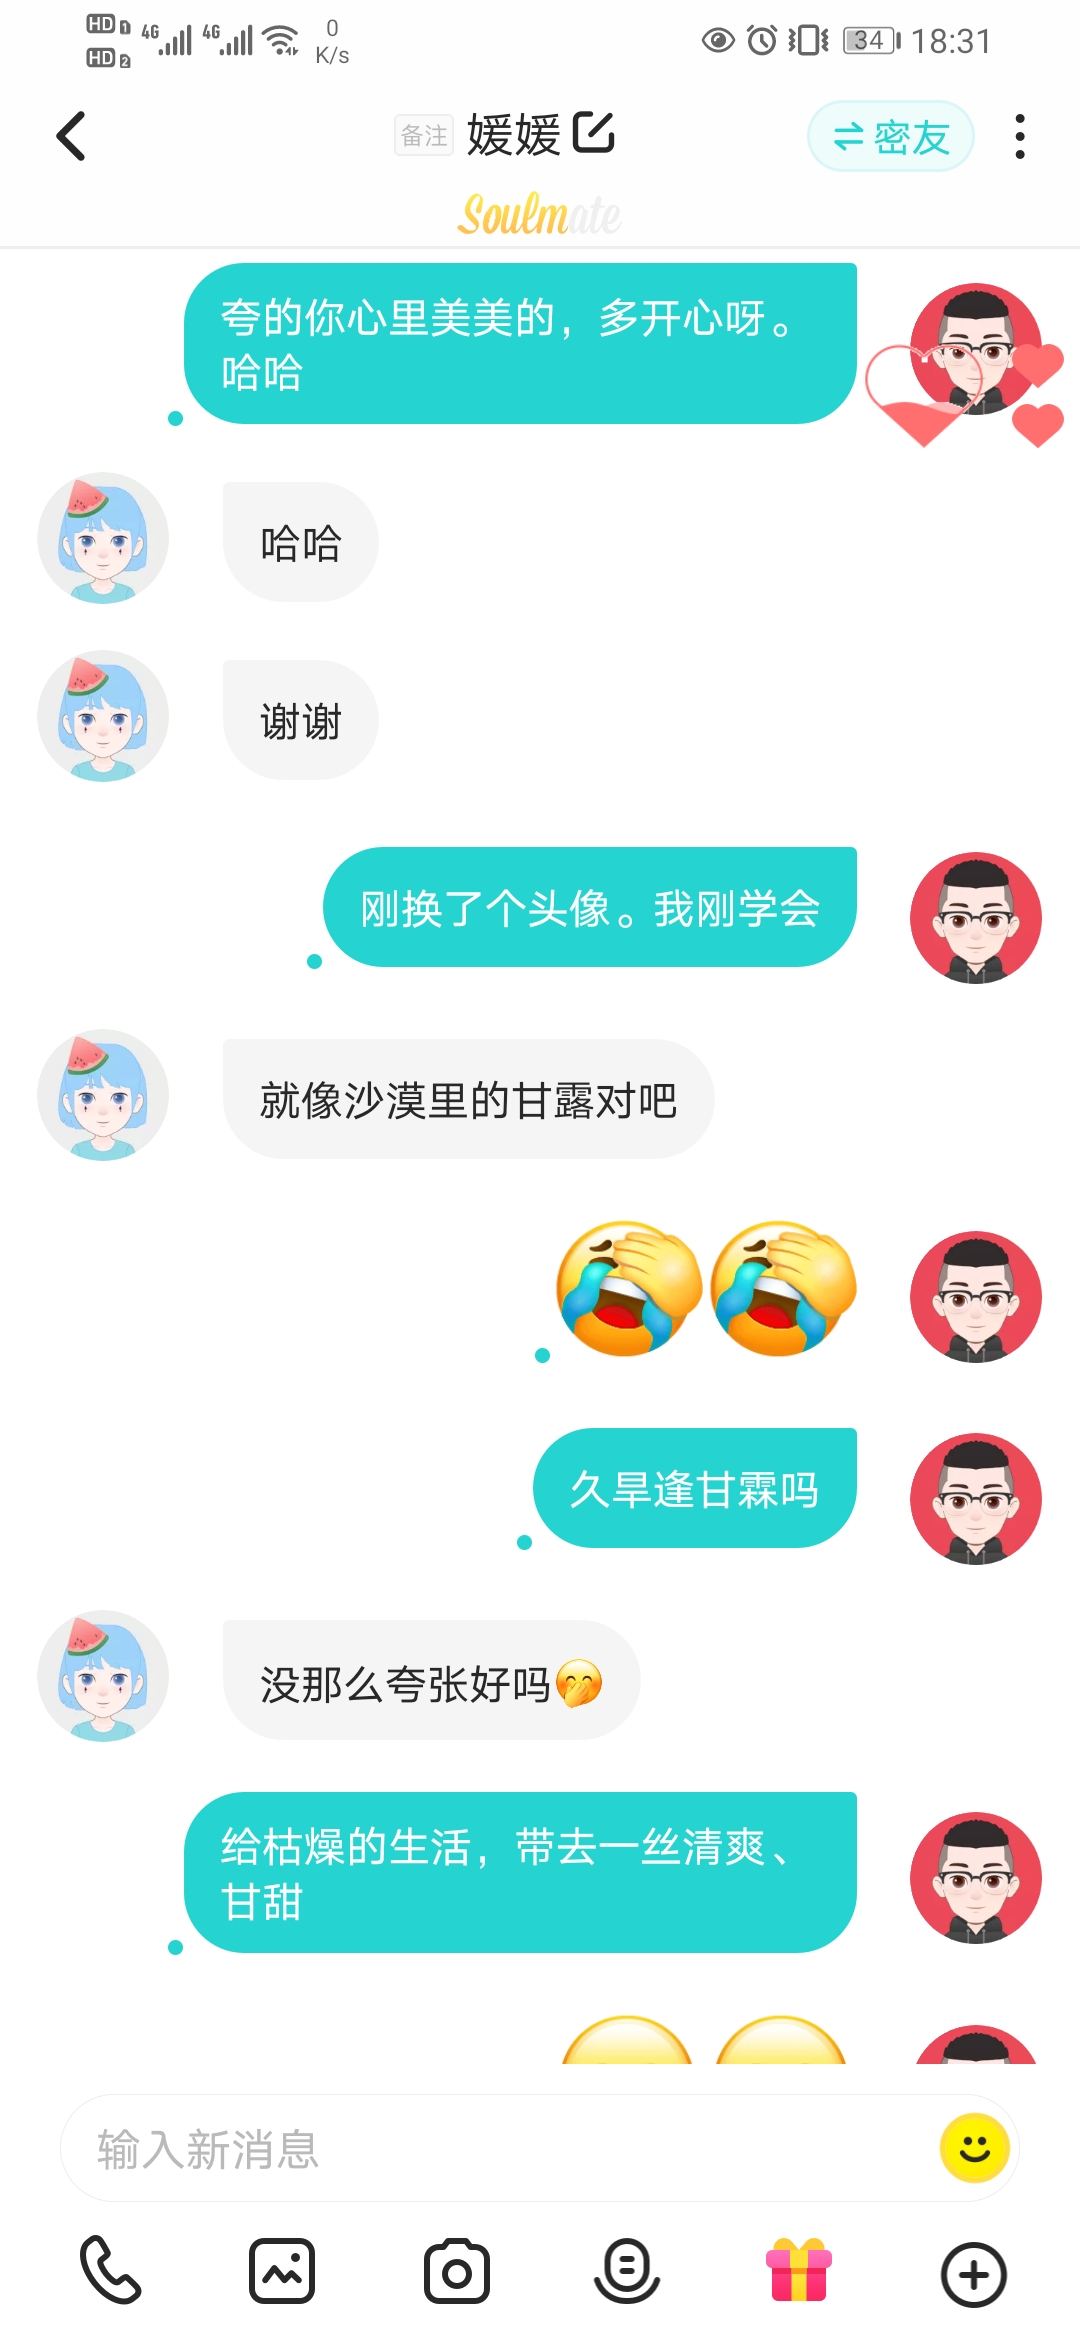 HD 1 4G 4G 0
HD 2 K/s
34 18:31
备注 媛媛 密友
Soulmate
夸的你心里美美的，多开心呀。
哈哈
哈哈
谢谢
刚换了个头像。我刚学会
就像沙漠里的甘露对吧
久旱逢甘霖吗
没那么夸张好吗🤭
给枯燥的生活，带去一丝清爽、
甘甜
输入新消息